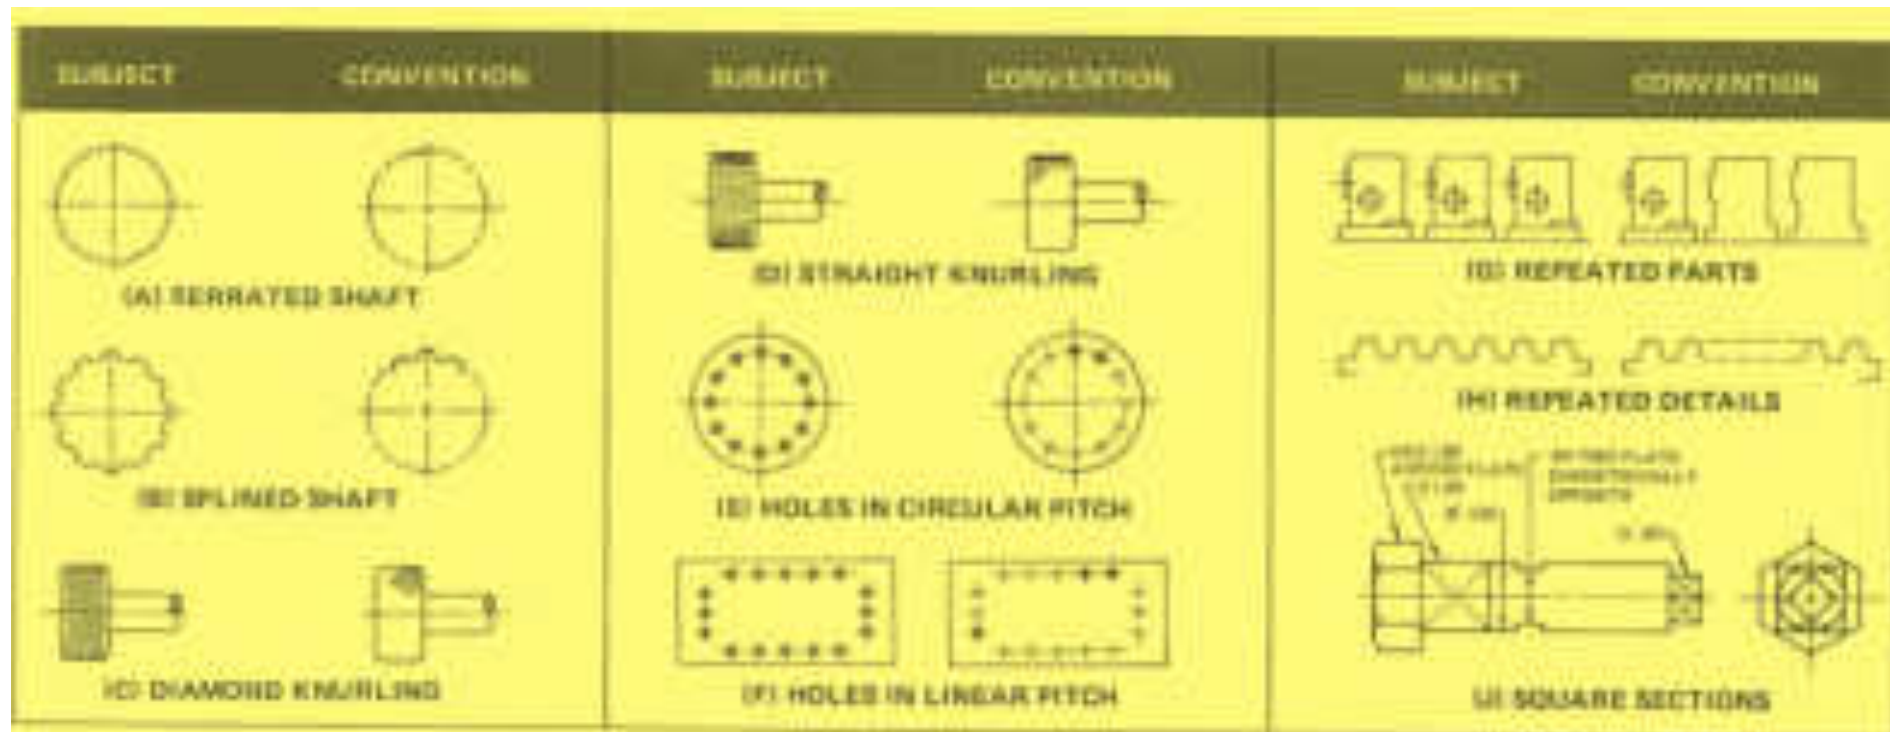 SUBJECT CONVENTION SUBJECT CONVENTION SUBJECT CONVENTION
(A) SERRATED SHAFT
(B) SPLINED SHAFT
(C) DIAMOND KNURLING
(D) STRAIGHT KNURLING
(E) HOLES IN CIRCULAR PITCH
(F) HOLES IN LINEAR PITCH
(G) REPEATED PARTS
(H) REPEATED DETAILS
(J) SQUARE SECTIONS